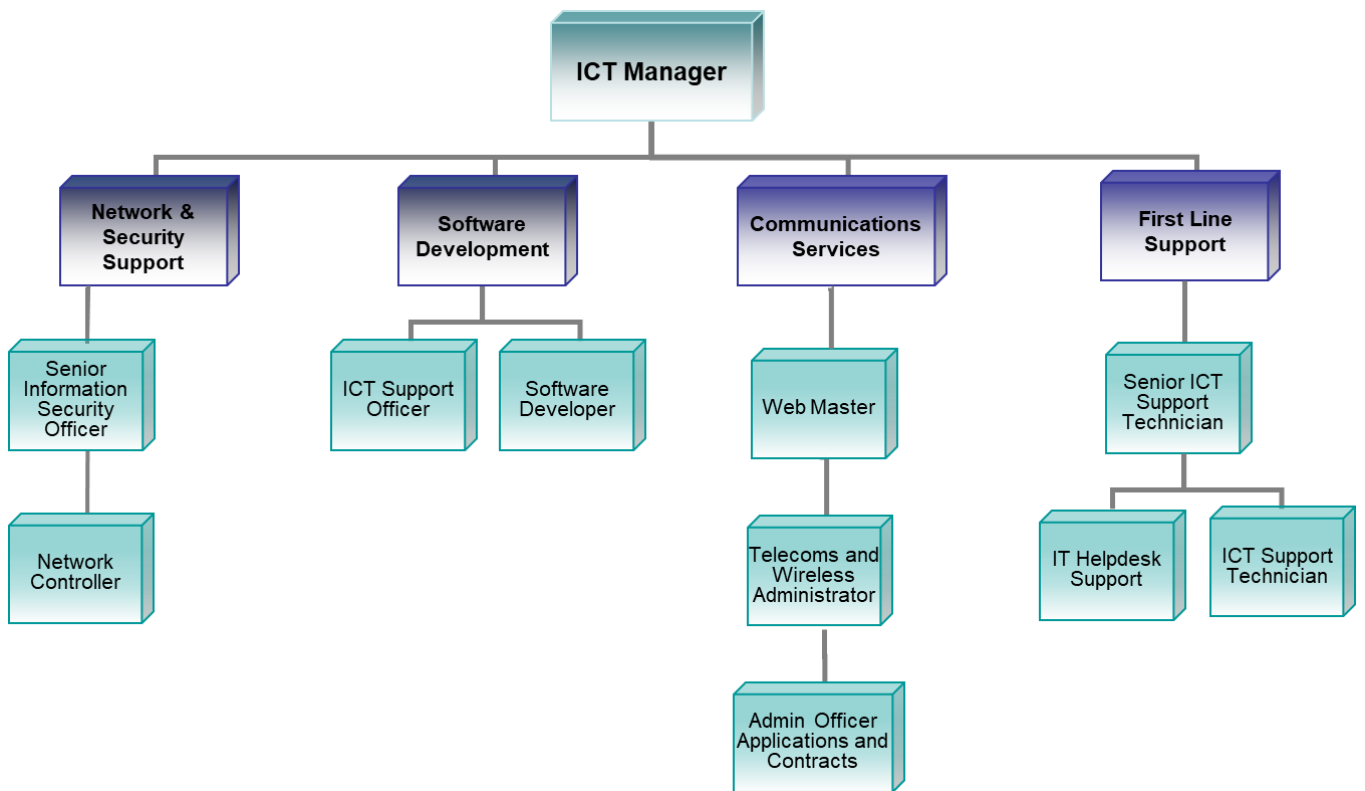 ICT Manager
Network &
Security
Support
Software
Development
Communications
Services
First Line
Support
Senior
Information
Security
Officer
ICT Support
Officer
Software
Developer
Web Master
Senior ICT
Support
Technician
Network
Controller
Telecoms and
Wireless
Administrator
IT Helpdesk
Support
ICT Support
Technician
Admin Officer
Applications and
Contracts